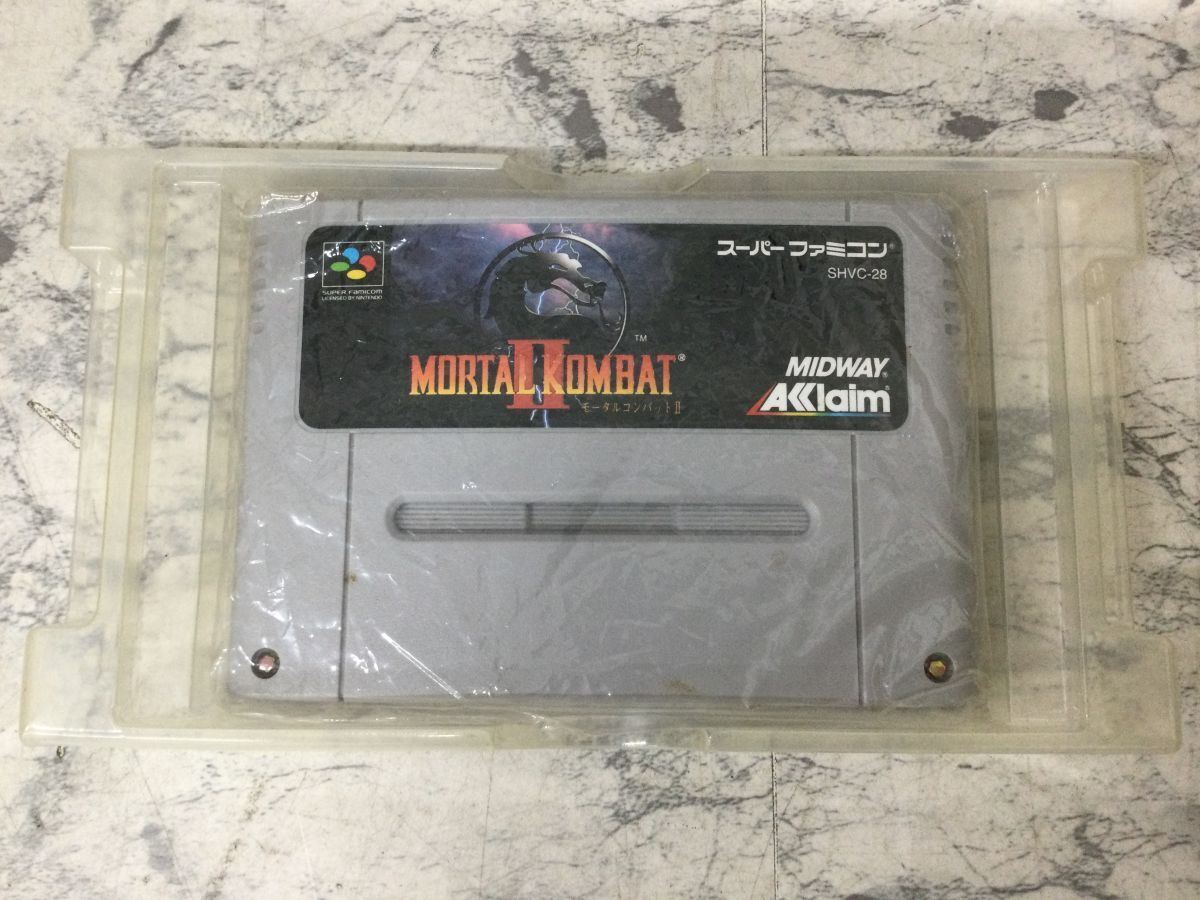 SUPER FAMICOM
LICENSED BY NINTENDO
スーパーファミコン®
SHVC-28
TM
MORTAL KOMBAT®
II
モータルコンバットII
MIDWAY®
AKKlaim®